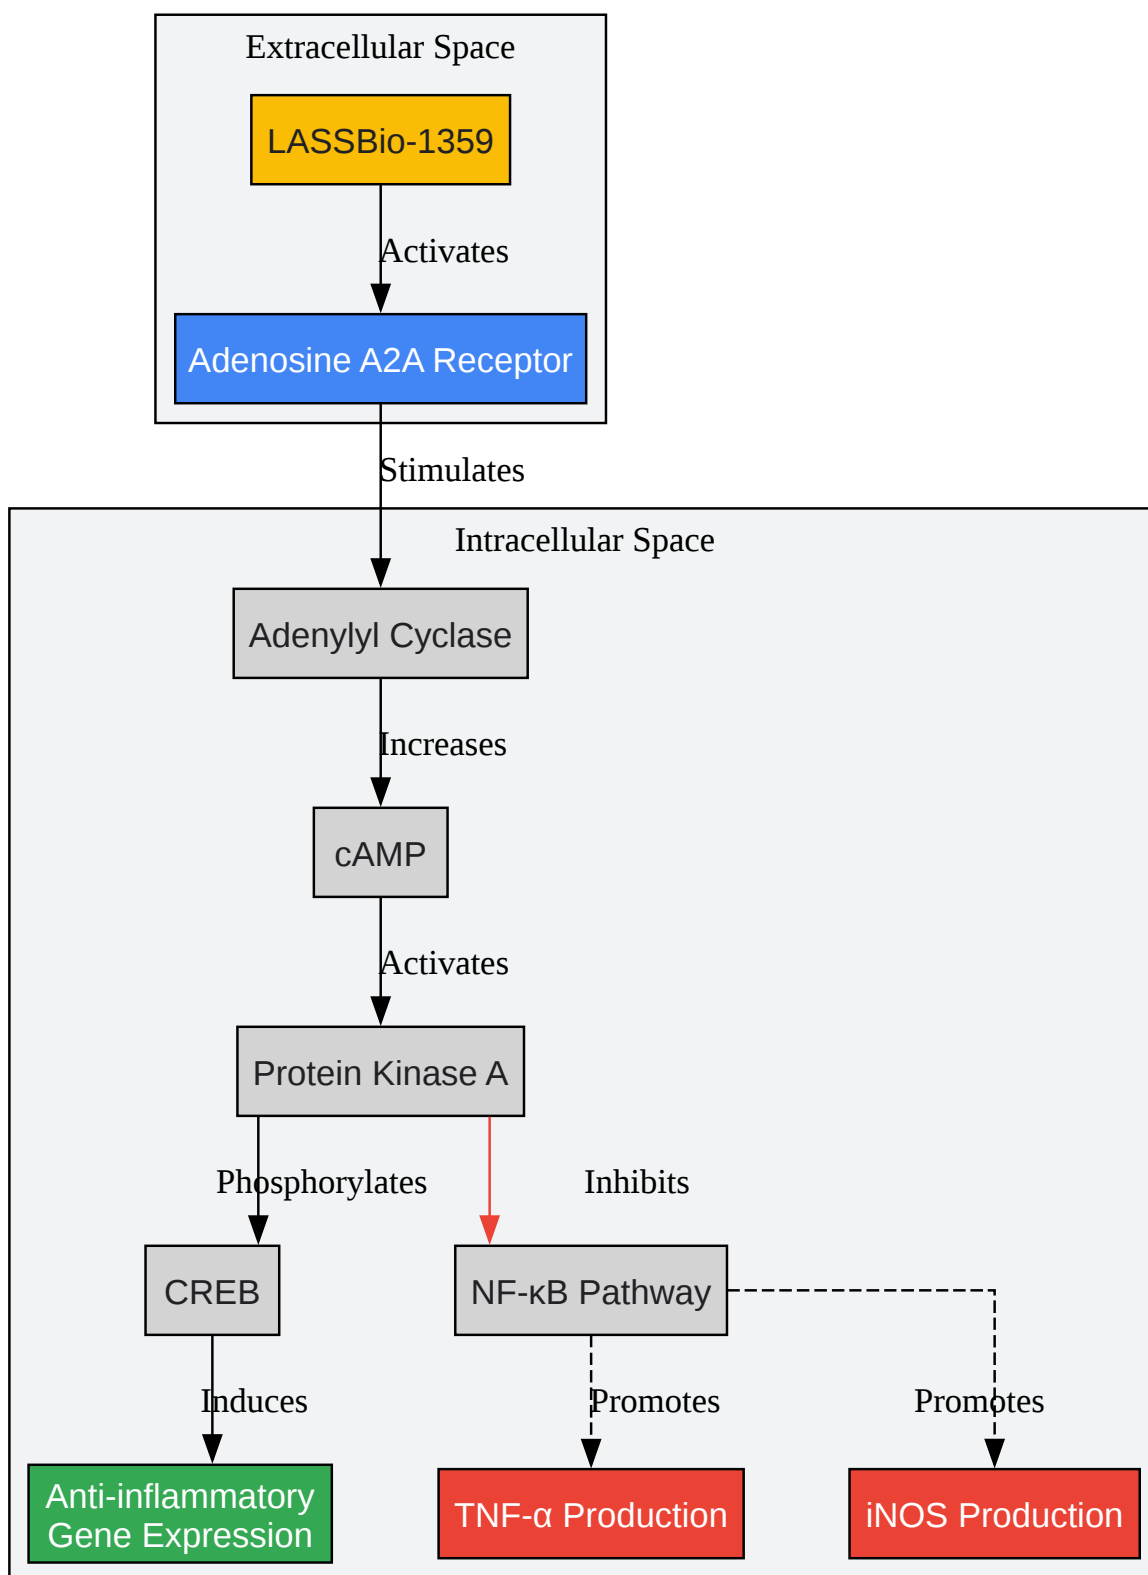 Extracellular Space
LASSBio-1359
Activates
Adenosine A2A Receptor
Stimulates
Intracellular Space
Adenylyl Cyclase
Increases
cAMP
Activates
Protein Kinase A
Phosphorylates
Inhibits
CREB
NF-κB Pathway
Induces
Promotes
Promotes
Anti-inflammatory
Gene Expression
TNF-α Production
iNOS Production